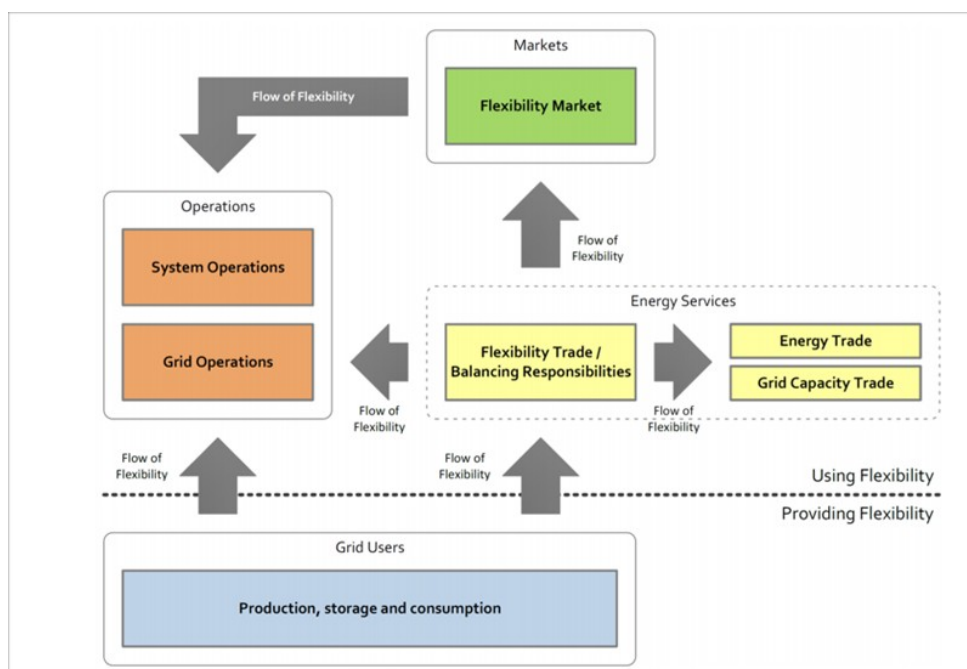 Markets
Flexibility Market
Flow of Flexibility
Operations
System Operations
Grid Operations
Flow of
Flexibility
Energy Services
Flexibility Trade /
Balancing Responsibilities
Energy Trade
Grid Capacity Trade
Flow of
Flexibility
Flow of
Flexibility
Flow of
Flexibility
Flow of
Flexibility
Using Flexibility
Providing Flexibility
Grid Users
Production, storage and consumption